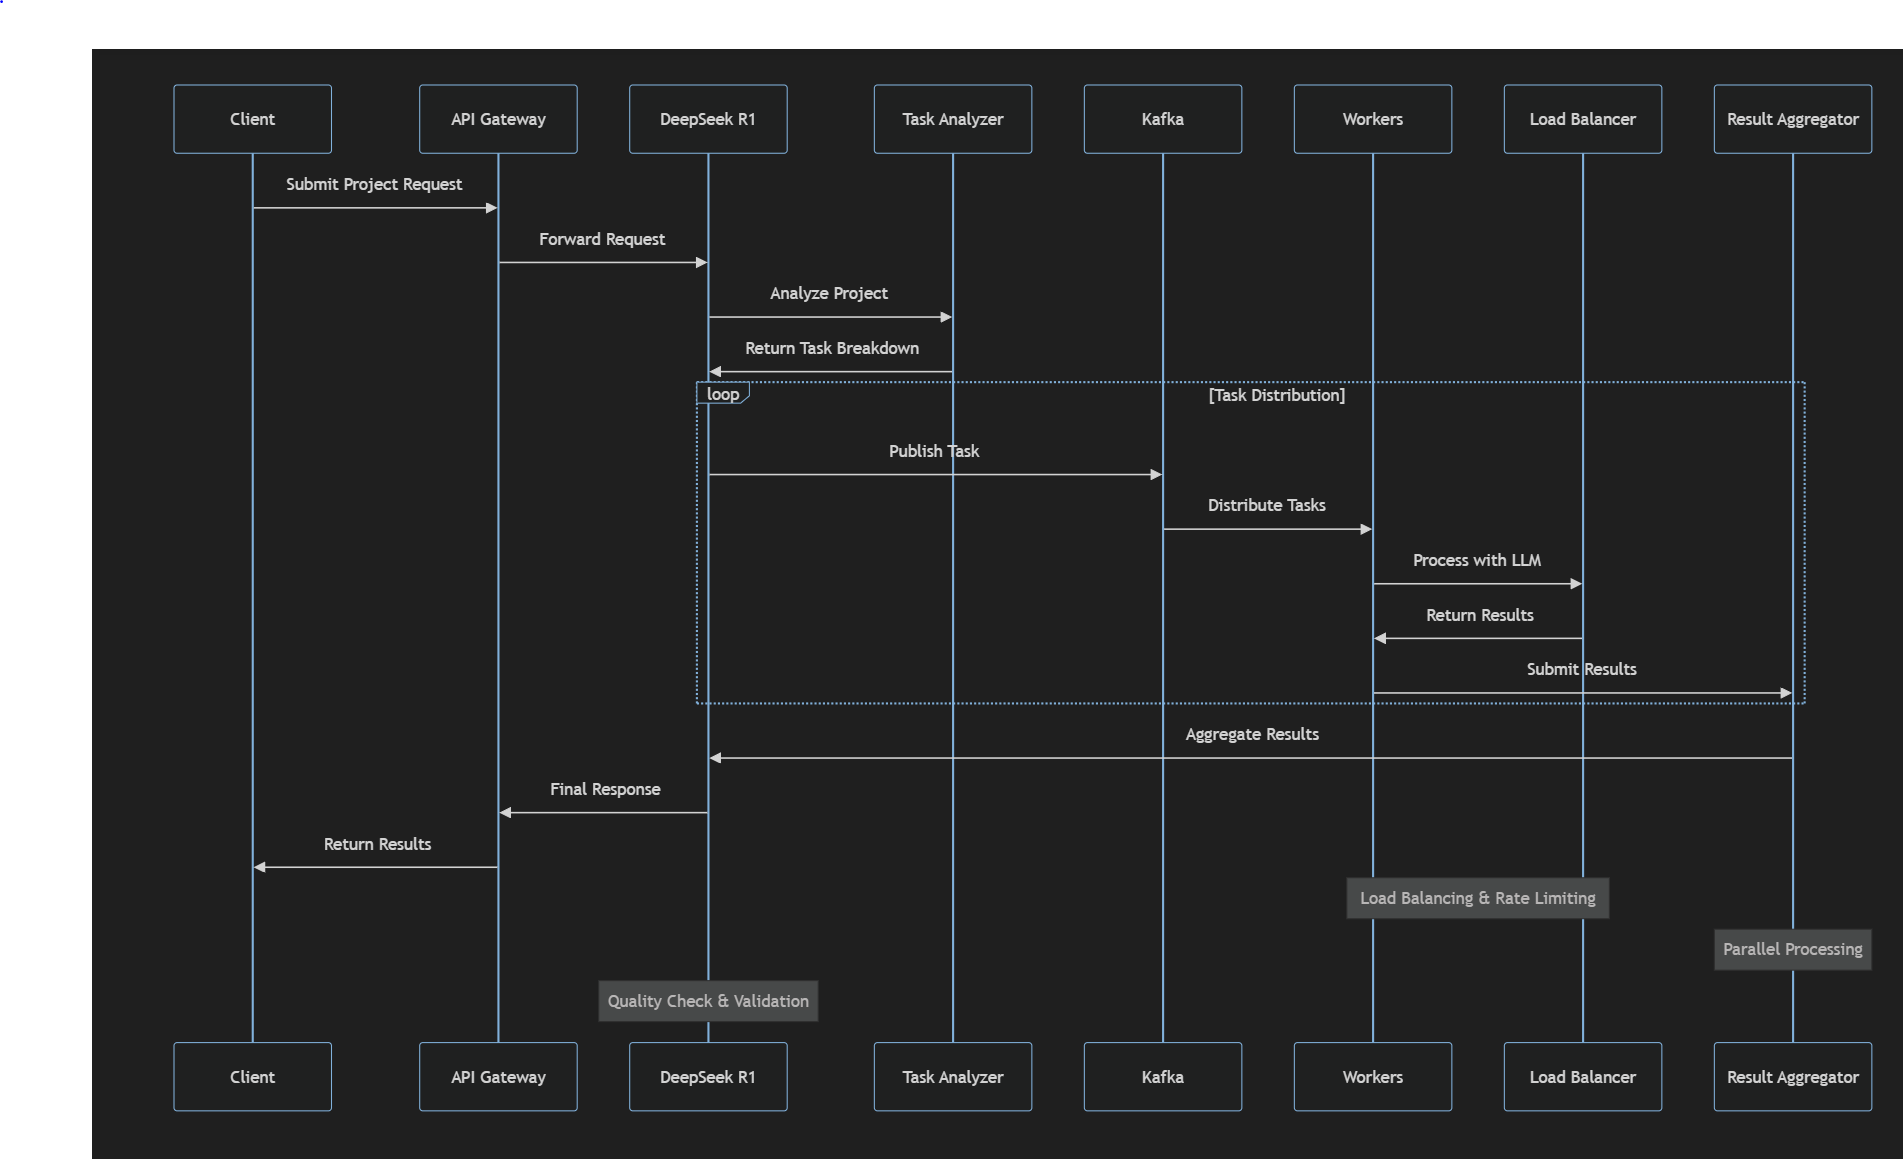 Client
API Gateway
DeepSeek R1
Task Analyzer
Kafka
Workers
Load Balancer
Result Aggregator
Submit Project Request
Forward Request
Analyze Project
Return Task Breakdown
loop
[Task Distribution]
Publish Task
Distribute Tasks
Process with LLM
Return Results
Submit Results
Aggregate Results
Final Response
Return Results
Load Balancing & Rate Limiting
Parallel Processing
Quality Check & Validation
Client
API Gateway
DeepSeek R1
Task Analyzer
Kafka
Workers
Load Balancer
Result Aggregator